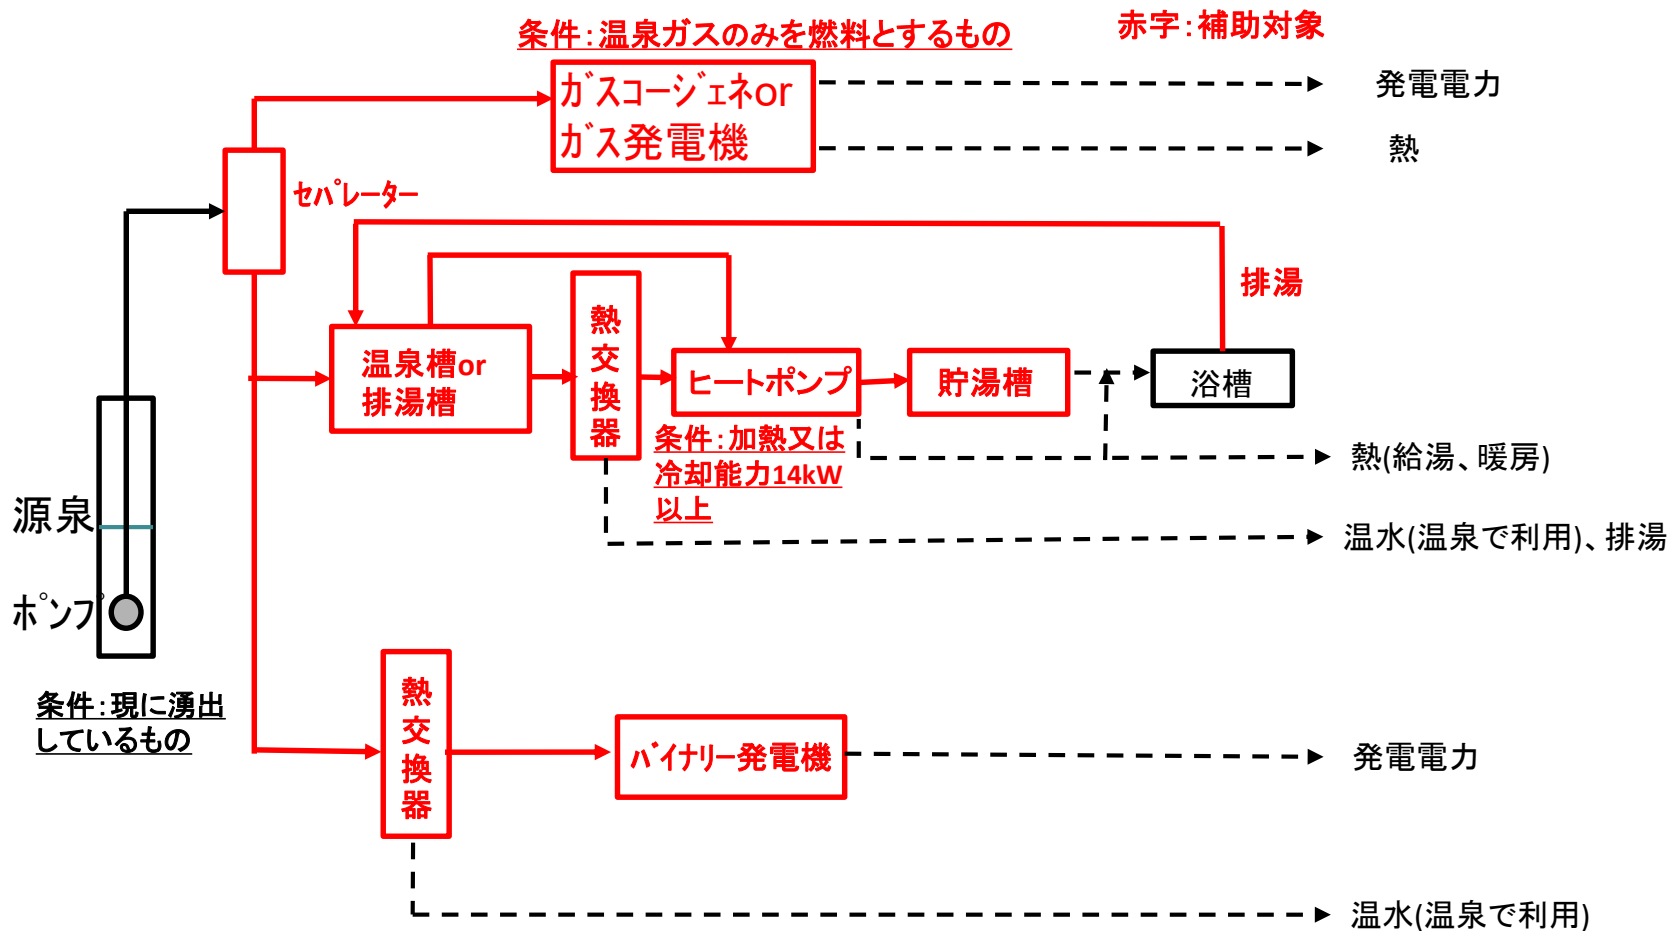 条件：温泉ガスのみを燃料とするもの
赤字：補助対象
ｶﾞｽｺｰｼﾞｪﾈor
ｶﾞｽ発電機
発電電力
熱
ｾﾊﾟﾚｰﾀｰ
排湯
温泉槽or
排湯槽
熱
交
換
器
ヒートポンプ
貯湯槽
浴槽
条件：加熱又は
冷却能力14kW
以上
熱(給湯、暖房)
温水(温泉で利用)、排湯
源泉
ﾎﾟﾝﾌﾟ
条件：現に湧出
しているもの
熱
交
換
器
ﾊﾞｲﾅﾘｰ発電機
発電電力
温水(温泉で利用)